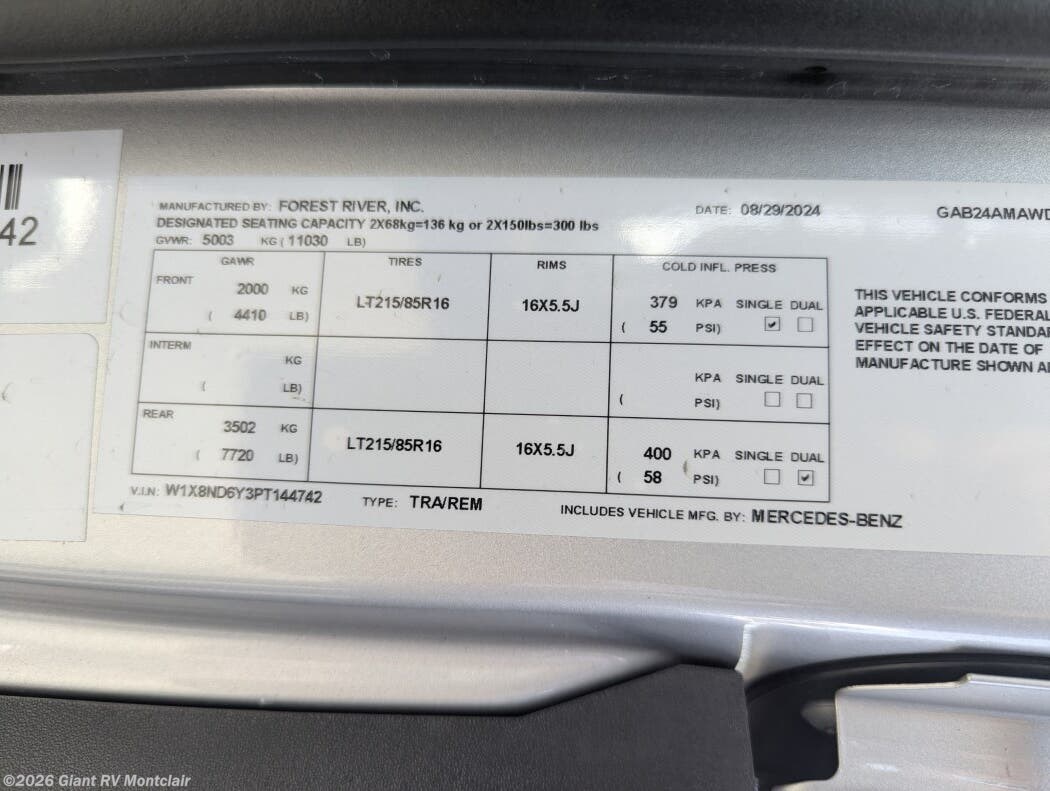 42
MANUFACTURED BY: FOREST RIVER, INC. DATE: 08/29/2024 GAB24AMAWD
DESIGNATED SEATING CAPACITY 2X68kg=136 kg or 2X150lbs=300 lbs
GVWR: 5003 KG ( 11030 LB)
GAWR TIRES RIMS COLD INFL. PRESS
FRONT
2000 KG LT215/85R16 16X5.5J 379 KPA SINGLE DUAL
( 4410 LB) ( 55 PSI)
INTERM
KG KPA SINGLE DUAL
( LB) ( PSI)
REAR
3502 KG LT215/85R16 16X5.5J 400 KPA SINGLE DUAL
( 7720 LB) ( 58 PSI)
THIS VEHICLE CONFORMS
APPLICABLE U.S. FEDERAL
VEHICLE SAFETY STANDA
EFFECT ON THE DATE OF
MANUFACTURE SHOWN A
V.I.N: W1X8ND6Y3PT144742 TYPE: TRA/REM INCLUDES VEHICLE MFG. BY: MERCEDES-BENZ
©2026 Giant RV Montclair